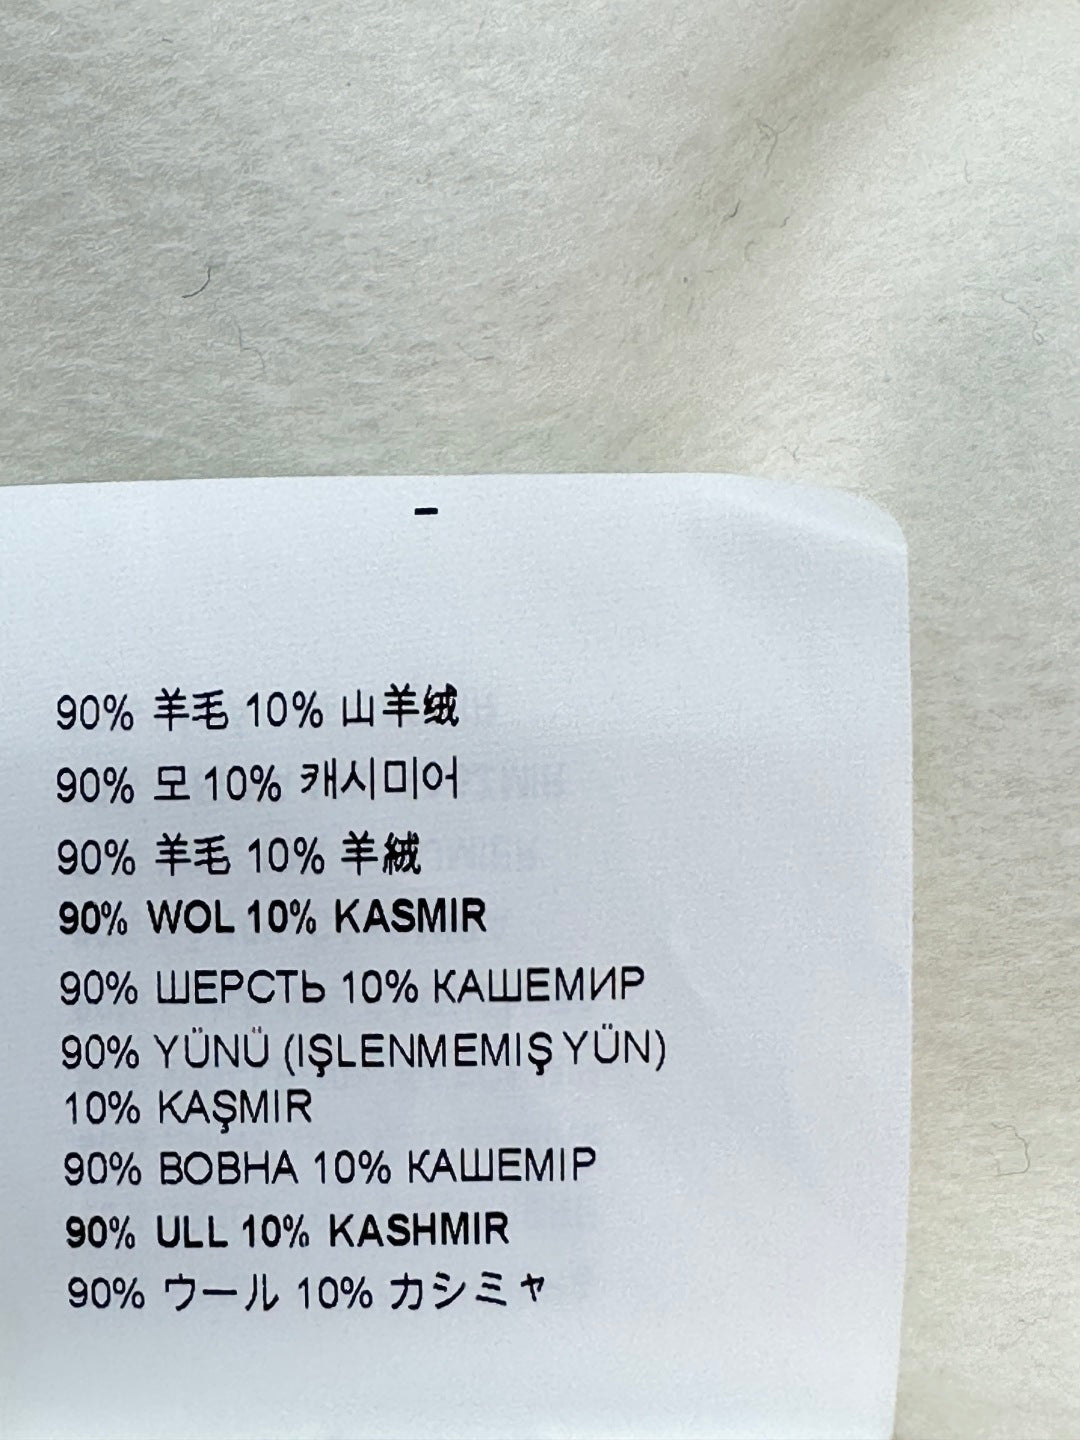 -
90% 羊毛 10% 山羊绒
90% 모 10% 캐시미어
90% 羊毛 10% 羊絨
90% WOL 10% KASMIR
90% ШЕРСТЬ 10% КАШЕМИР
90% YÜNÜ (IŞLENMEMIŞ YÜN)
10% KAŞMIR
90% ВОВНА 10% КАШЕМІР
90% ULL 10% KASHMIR
90% ウール 10% カシミヤ